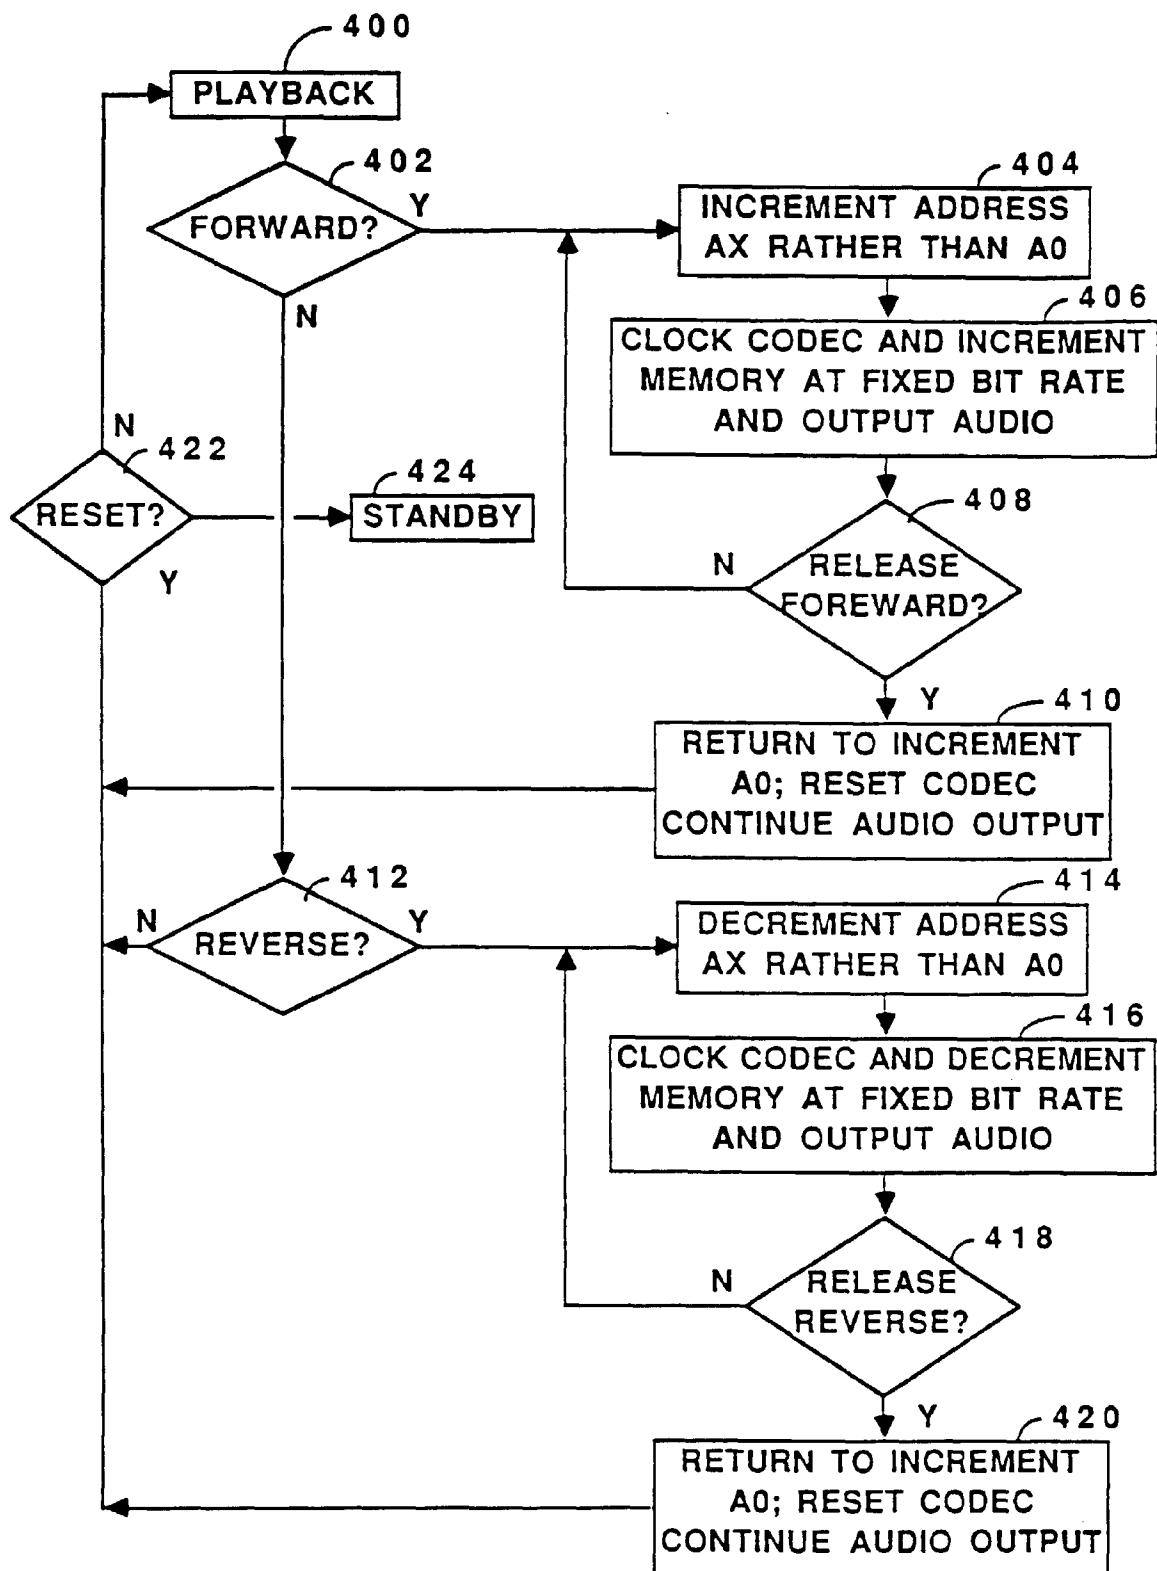 400
PLAYBACK
402
FORWARD?
Y
N
404
INCREMENT ADDRESS
AX RATHER THAN A0
406
CLOCK CODEC AND INCREMENT
MEMORY AT FIXED BIT RATE
AND OUTPUT AUDIO
N
422
RESET?
Y
424
STANDBY
408
RELEASE
FOREWARD?
N
Y
410
RETURN TO INCREMENT
A0; RESET CODEC
CONTINUE AUDIO OUTPUT
412
N
REVERSE?
Y
414
DECREMENT ADDRESS
AX RATHER THAN A0
416
CLOCK CODEC AND DECREMENT
MEMORY AT FIXED BIT RATE
AND OUTPUT AUDIO
418
RELEASE
REVERSE?
N
Y
420
RETURN TO INCREMENT
A0; RESET CODEC
CONTINUE AUDIO OUTPUT